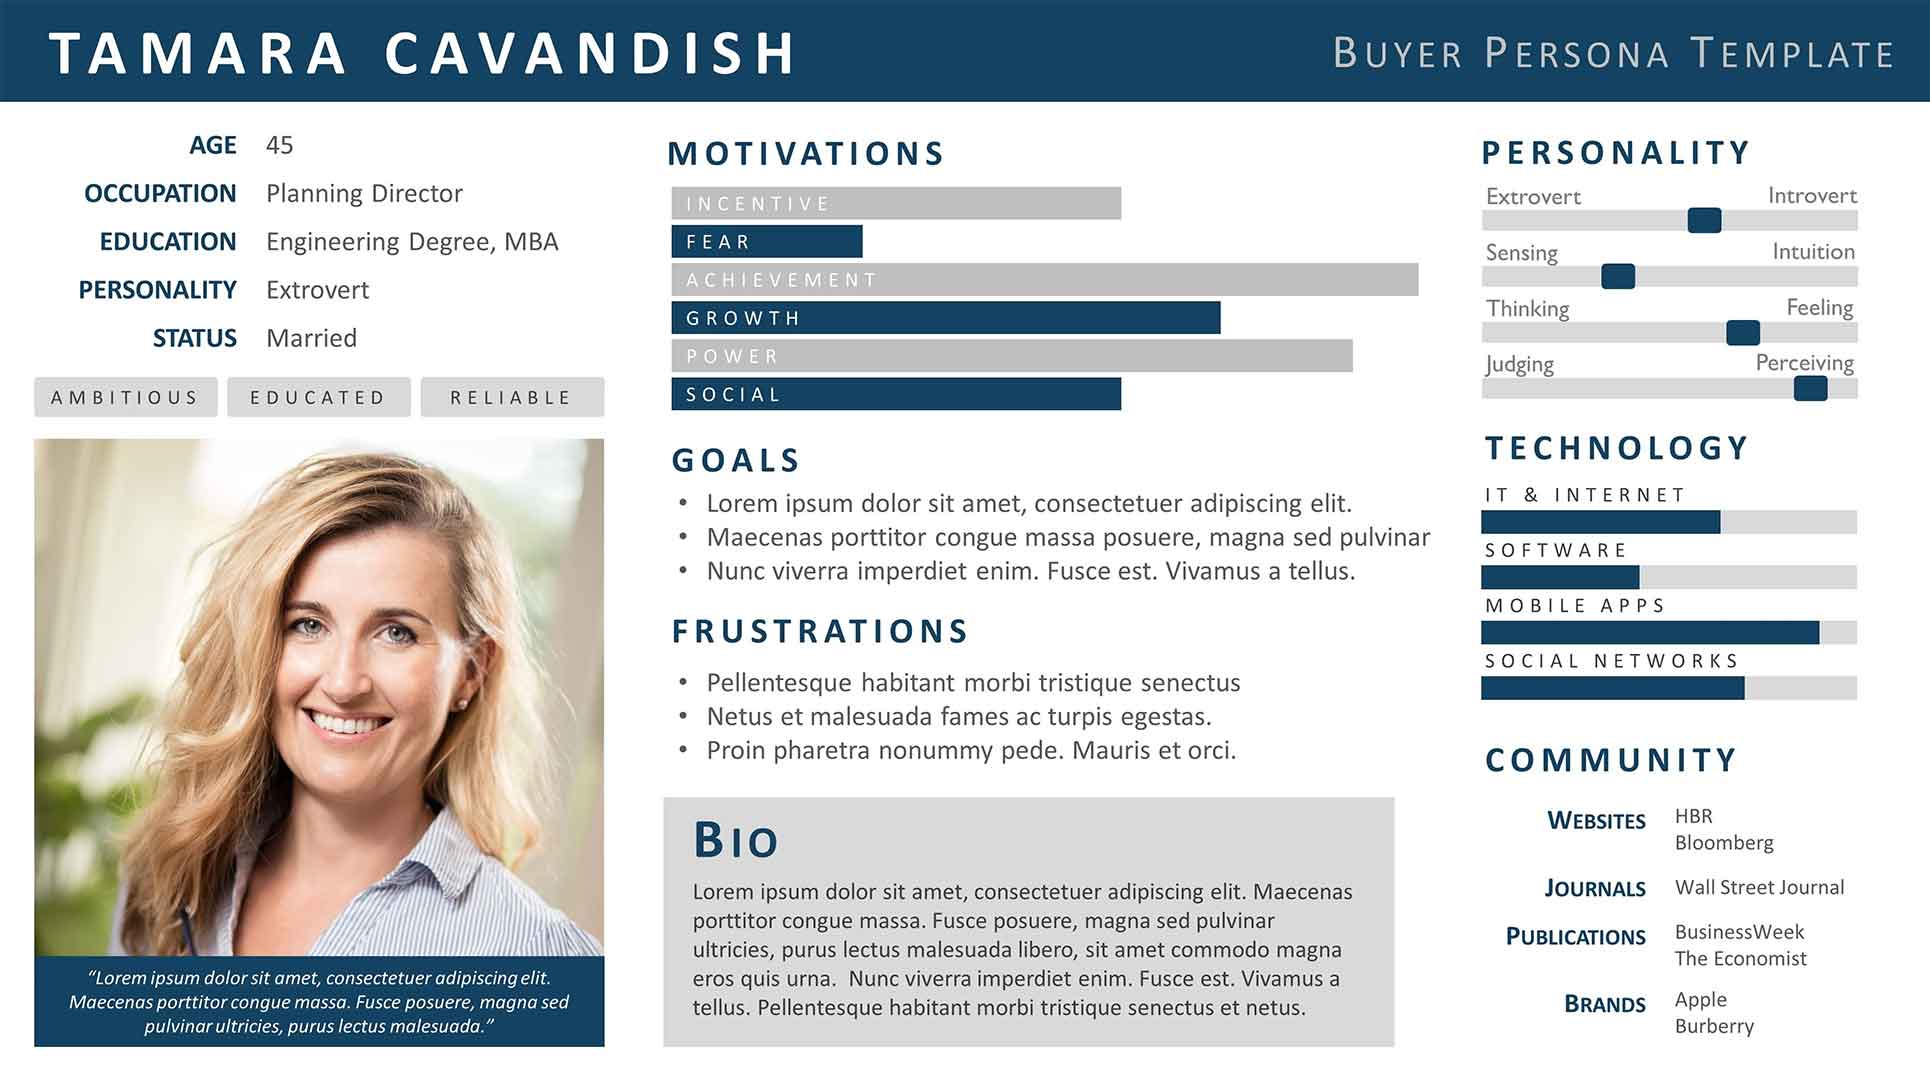 TAMARA CAVANDISH
BUYER PERSONA TEMPLATE
AGE 45
OCCUPATION Planning Director
EDUCATION Engineering Degree, MBA
PERSONALITY Extrovert
STATUS Married
AMBITIOUS EDUCATED RELIABLE
“Lorem ipsum dolor sit amet, consectetuer adipiscing elit.
Maecenas porttitor congue massa. Fusce posuere, magna sed
pulvinar ultricies, purus lectus malesuada.”
MOTIVATIONS
INCENTIVE
FEAR
ACHIEVEMENT
GROWTH
POWER
SOCIAL
GOALS
• Lorem ipsum dolor sit amet, consectetuer adipiscing elit.
• Maecenas porttitor congue massa posuere, magna sed pulvinar
• Nunc viverra imperdiet enim. Fusce est. Vivamus a tellus.
FRUSTRATIONS
• Pellentesque habitant morbi tristique senectus
• Netus et malesuada fames ac turpis egestas.
• Proin pharetra nonummy pede. Mauris et orci.
BIO
Lorem ipsum dolor sit amet, consectetuer adipiscing elit. Maecenas
porttitor congue massa. Fusce posuere, magna sed pulvinar
ultricies, purus lectus malesuada libero, sit amet commodo magna
eros quis urna.  Nunc viverra imperdiet enim. Fusce est. Vivamus a
tellus. Pellentesque habitant morbi tristique senectus et netus.
PERSONALITY
Extrovert Introvert
Sensing Intuition
Thinking Feeling
Judging Perceiving
TECHNOLOGY
IT & INTERNET
SOFTWARE
MOBILE APPS
SOCIAL NETWORKS
COMMUNITY
WEBSITES HBR
Bloomberg
JOURNALS Wall Street Journal
PUBLICATIONS BusinessWeek
The Economist
BRANDS Apple
Burberry